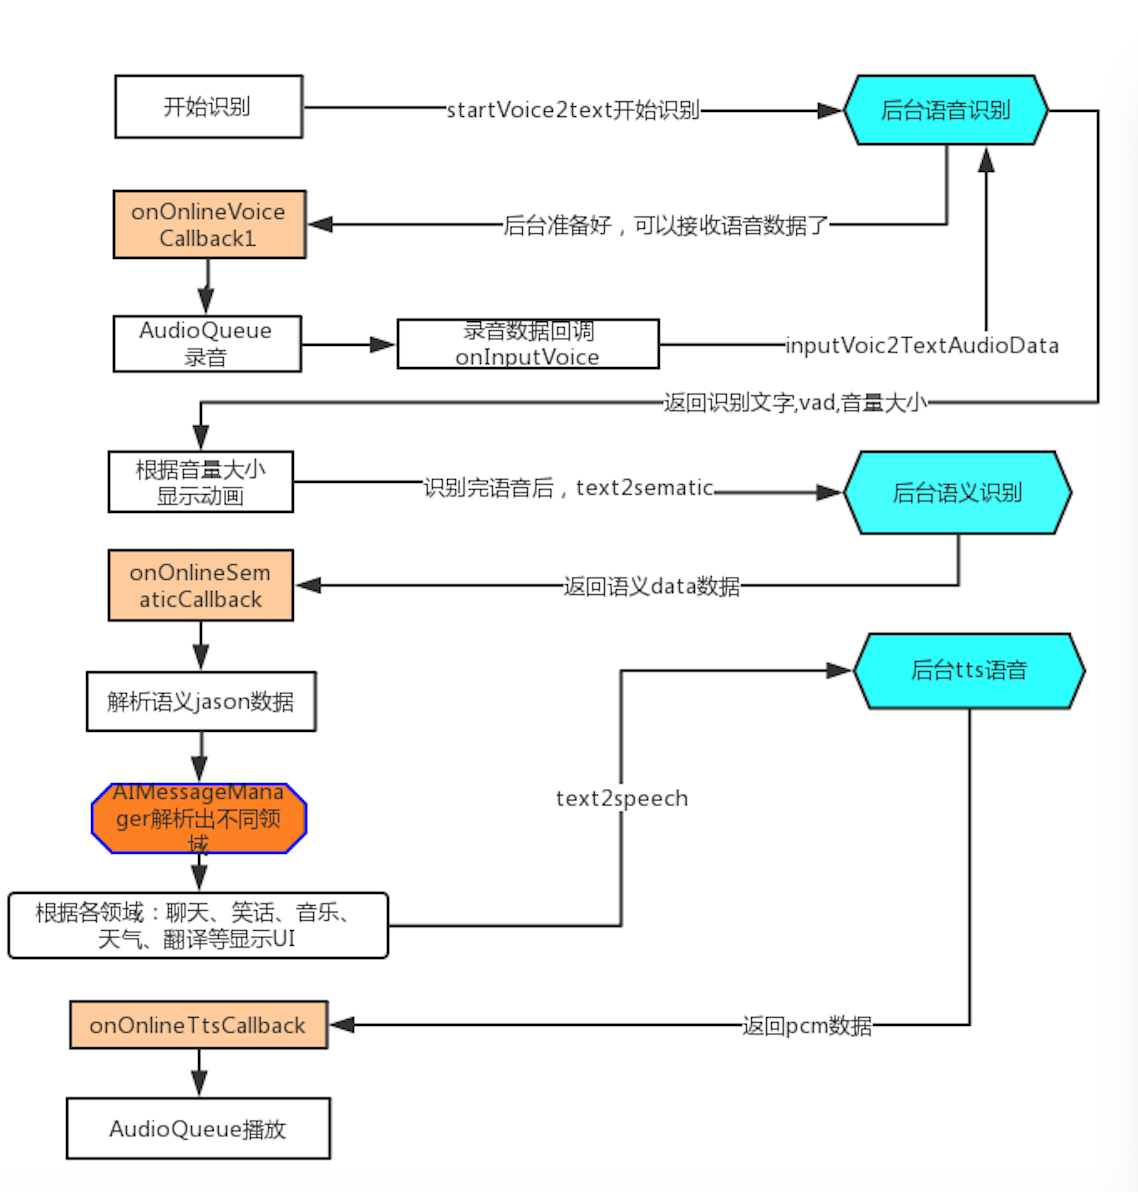 开始识别
startVoice2text开始识别
后台语音识别
onOnlineVoice
Callback1
后台准备好，可以接收语音数据了
AudioQueue
录音
录音数据回调
onInputVoice
inputVoic2TextAudioData
返回识别文字,vad,音量大小
根据音量大小
显示动画
识别完语音后，text2sematic
后台语义识别
onOnlineSem
aticCallback
返回语义data数据
解析语义jason数据
后台tts语音
AIMessageMana
ger解析出不同领
域
text2speech
根据各领域：聊天、笑话、音乐、
天气、翻译等显示UI
onOnlineTtsCallback
返回pcm数据
AudioQueue播放